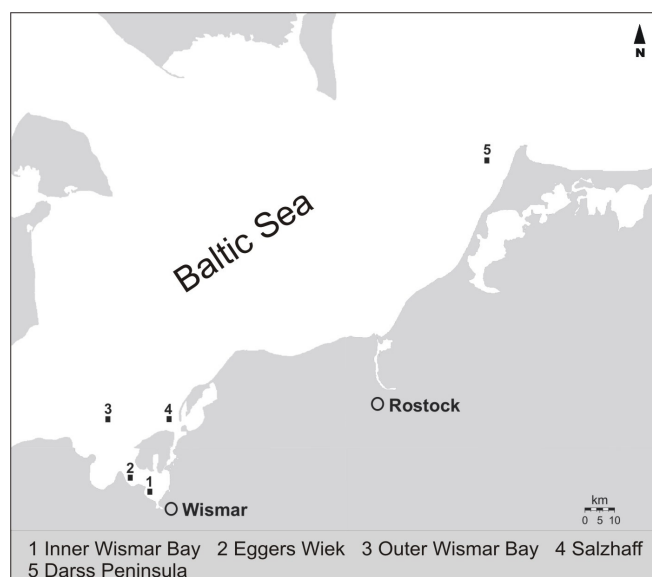 N
5
Baltic Sea
3 4
Rostock
2
1
Wismar
km
0 5 10
1 Inner Wismar Bay 2 Eggers Wiek 3 Outer Wismar Bay 4 Salzhaff
5 Darss Peninsula